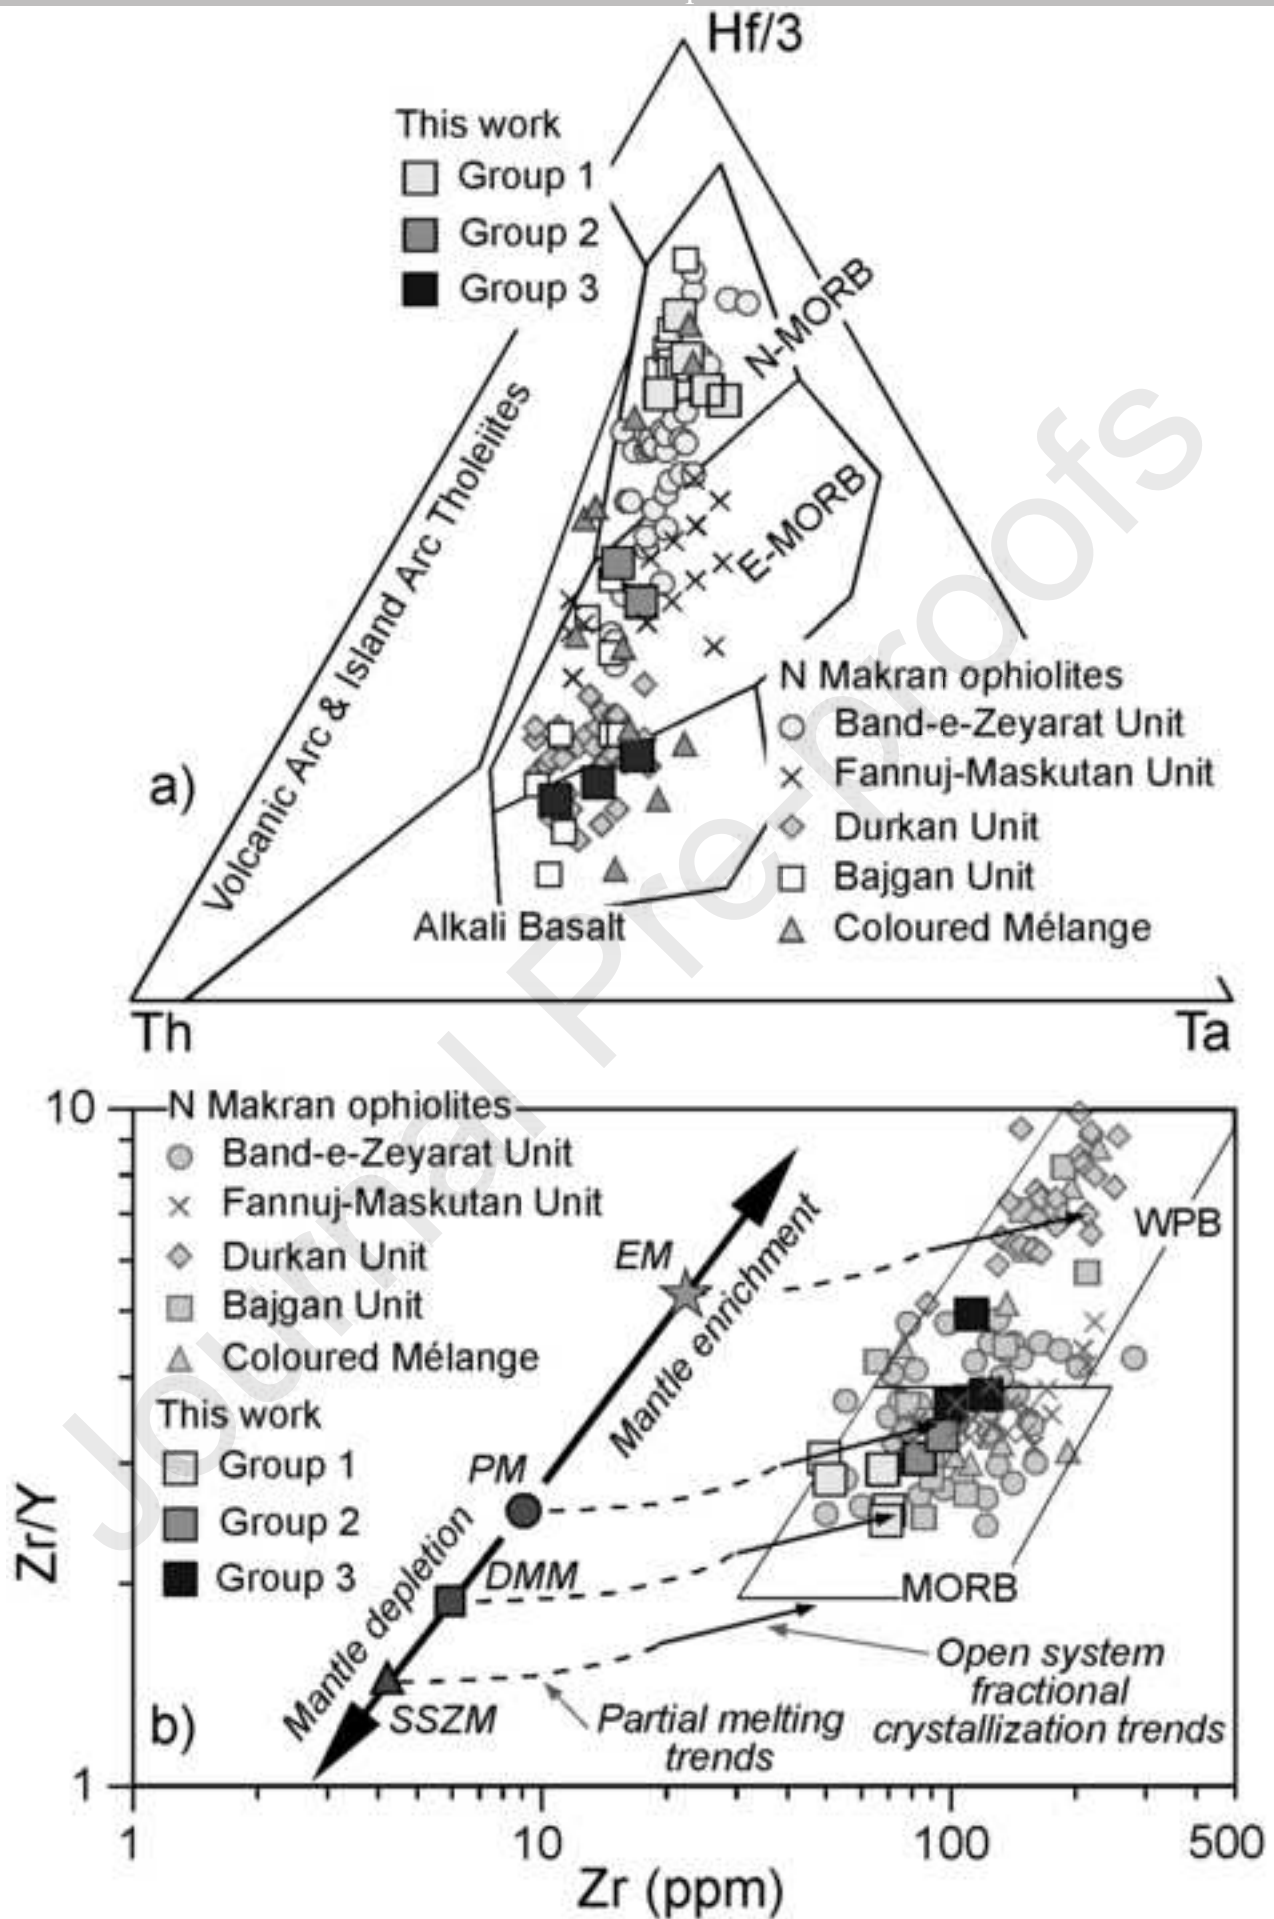 Hf/3
This work
Group 1
Group 2
Group 3
N-MORB
E-MORB
Volcanic Arc & Island Arc Tholeiites
a)
N Makran ophiolites
Band-e-Zeyarat Unit
Fannuj-Maskutan Unit
Durkan Unit
Bajgan Unit
Coloured Mélange
Alkali Basalt
Th
Ta
Journal Pre-proofs
10
N Makran ophiolites
Band-e-Zeyarat Unit
Fannuj-Maskutan Unit
Durkan Unit
Bajgan Unit
Coloured Mélange
This work
Group 1
Group 2
Group 3
EM
Mantle enrichment
WPB
PM
Mantle depletion
DMM
MORB
SSZM
Partial melting
trends
Open system
fractional
crystallization trends
b)
Zr/Y
1
1
10
100
500
Zr (ppm)